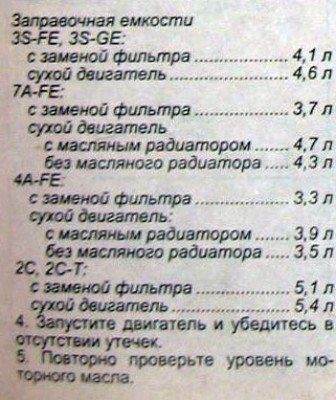 Заправочная емкости
3S-FE, 3S-GE:
с заменой фильтра ................ 4,1 л
сухой двигатель .................... 4,6 л
7A-FE:
с заменой фильтра ................ 3,7 л
сухой двигатель
с масляным радиатором ..... 4,7 л
без масляного радиатора .... 4,3 л
4A-FE:
с заменой фильтра ................ 3,3 л
сухой двигатель:
с масляным радиатором ....... 3,9 л
без масляного радиатора ..... 3,5 л
2C, 2C-T:
с заменой фильтра ................ 5,1 л
сухой двигатель .................... 5,4 л
4. Запустите двигатель и убедитесь в
отсутствии утечек.
5. Повторно проверьте уровень мо-
торного масла.